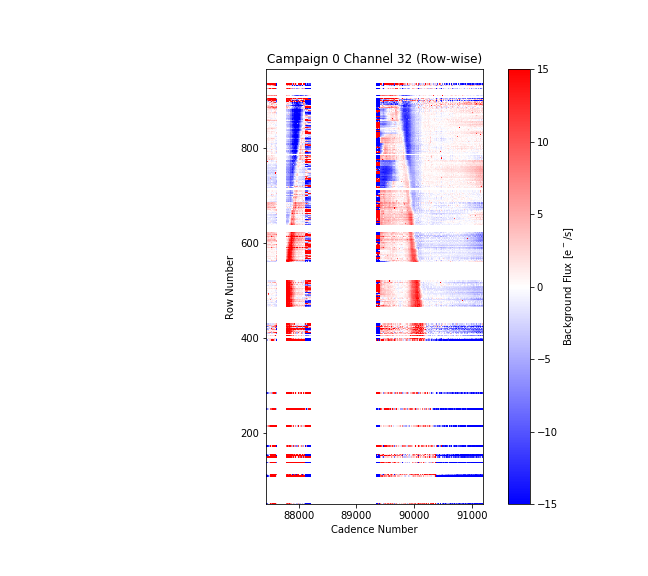 Campaign 0 Channel 32 (Row-wise)
800
600
400
200
Row Number
88000 89000 90000 91000
Cadence Number
15
10
5
0
−5
−10
−15
Background Flux [e⁻/s]